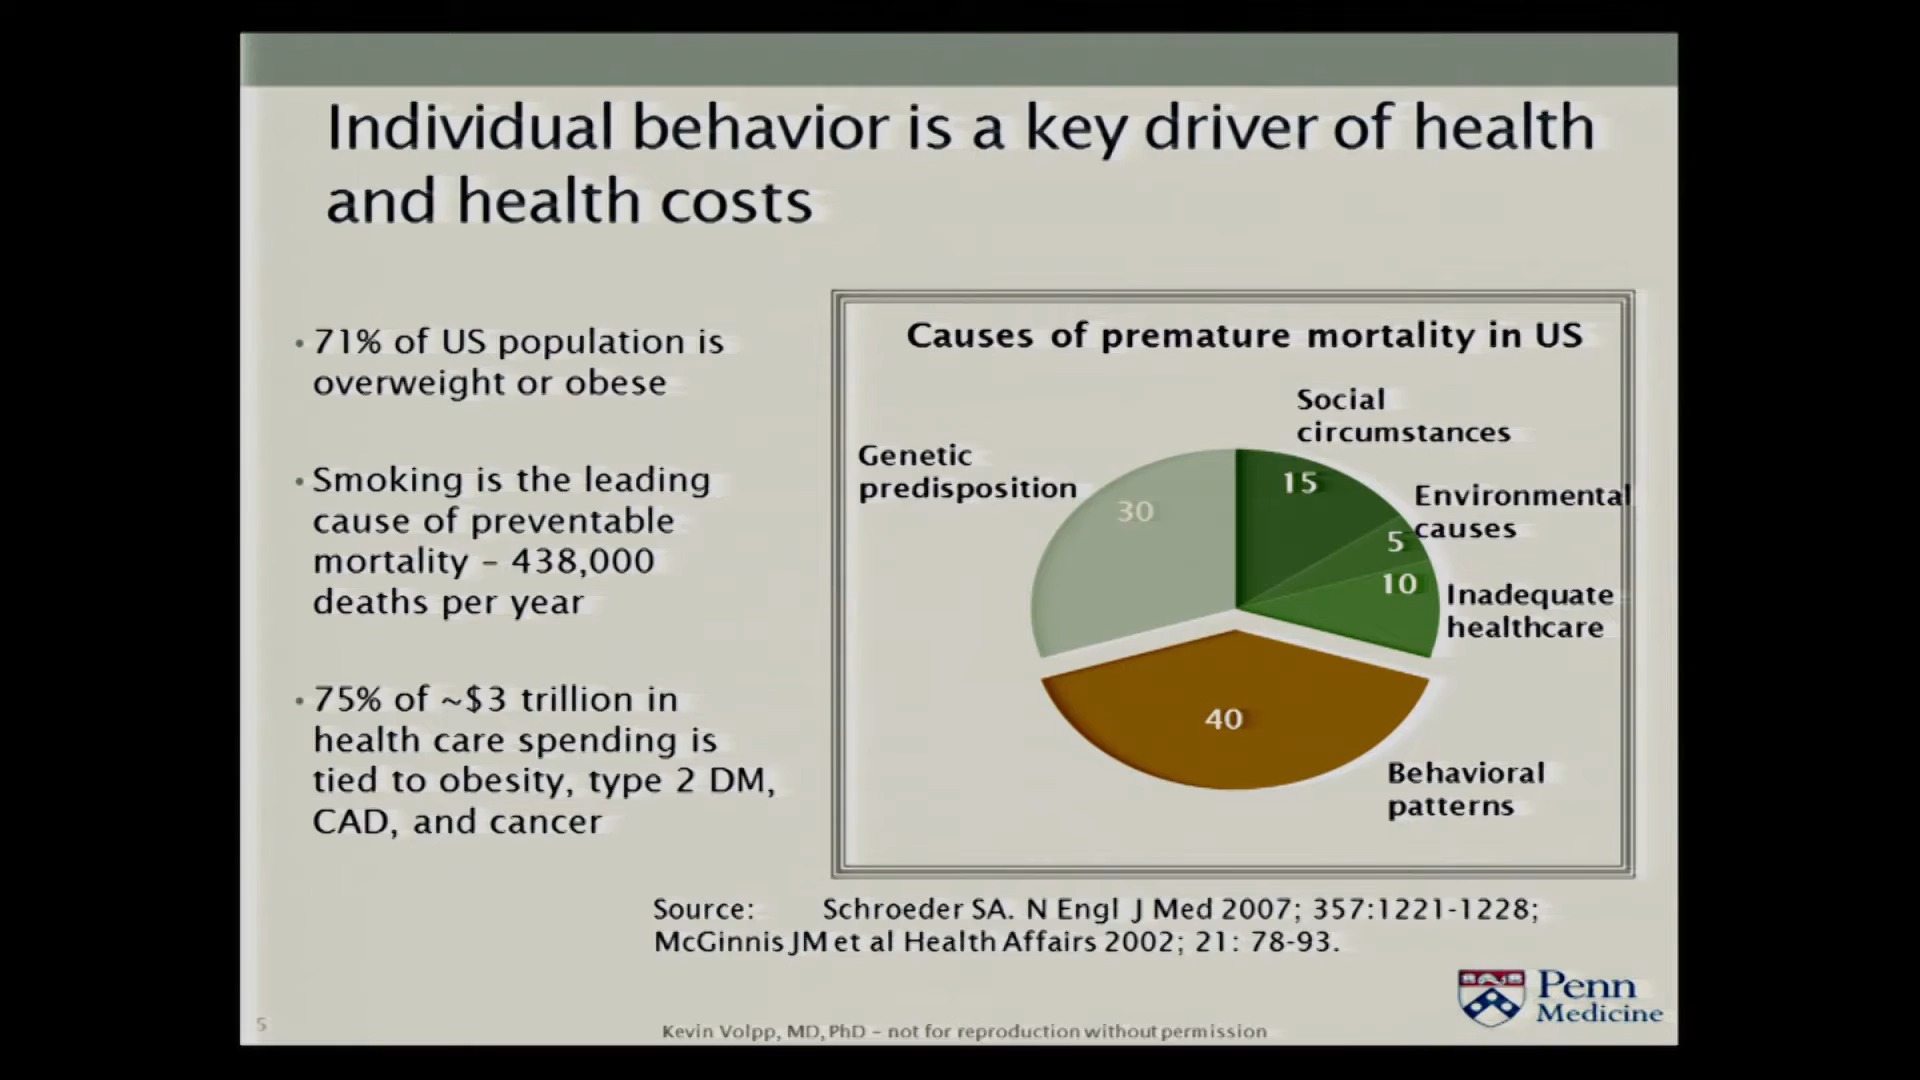 Individual behavior is a key driver of health
and health costs
• 71% of US population is
overweight or obese
• Smoking is the leading
cause of preventable
mortality – 438,000
deaths per year
• 75% of ~$3 trillion in
health care spending is
tied to obesity, type 2 DM,
CAD, and cancer
Causes of premature mortality in US
Social
circumstances
15
Environmental
causes
5
Inadequate
healthcare
10
Behavioral
patterns
40
Genetic
predisposition
30
Source: Schroeder SA. N Engl J Med 2007; 357:1221-1228;
McGinnis JM et al Health Affairs 2002; 21: 78-93.
Penn
Medicine
5
Kevin Volpp, MD, PhD – not for reproduction without permission